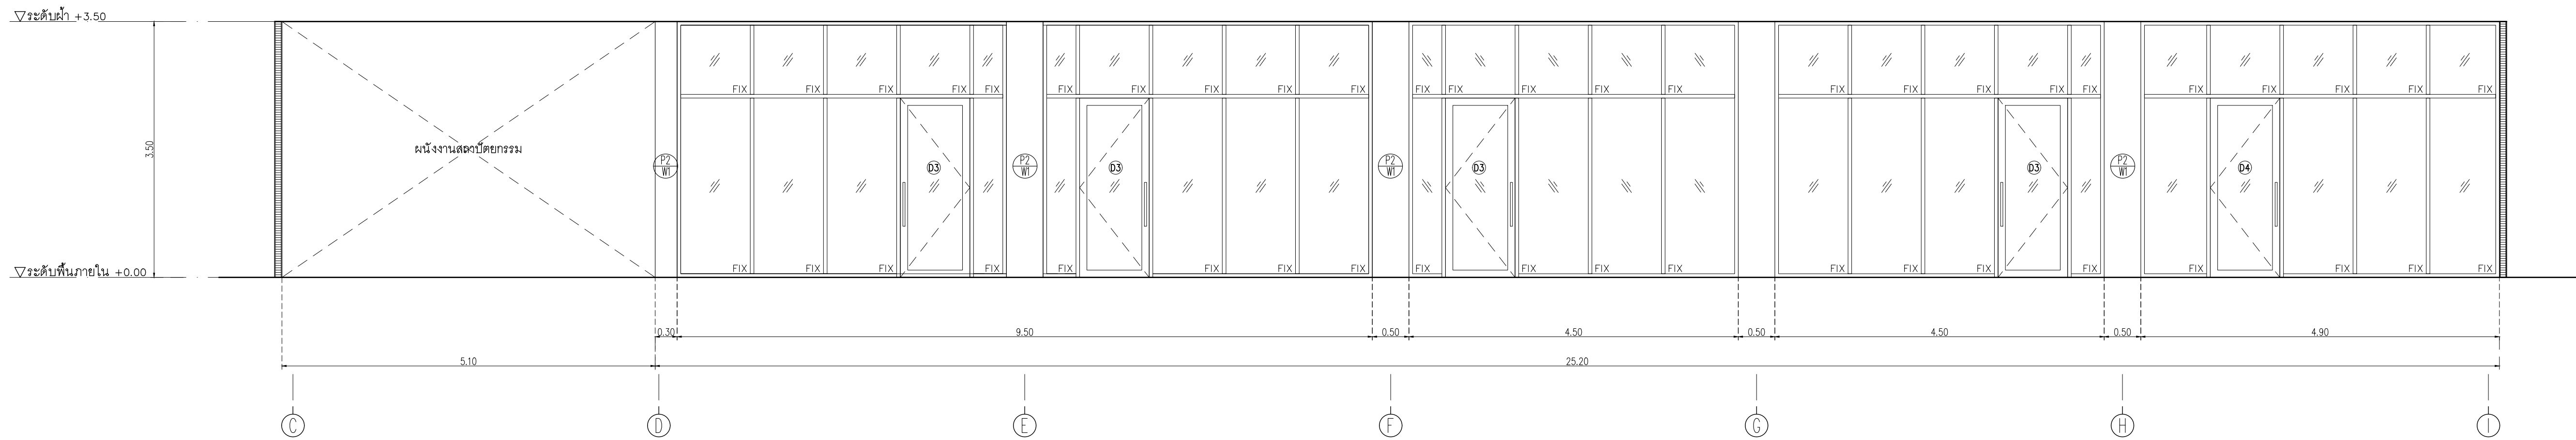 ระดับฝ้า +3.50
FIX FIX FIX FIX FIX FIX FIX FIX FIX FIX FIX FIX FIX FIX FIX FIX FIX FIX FIX FIX FIX FIX FIX FIX FIX
3.50
ผนังงานสถาปัตยกรรม
P2 P2 P2 P2
W1 W1 W1 W1
D3 D3 D3 D3 D4
FIX FIX FIX FIX FIX FIX FIX FIX FIX FIX FIX FIX FIX FIX FIX FIX FIX FIX FIX FIX
ระดับพื้นภายใน +0.00
0.30 9.50 0.50 4.50 0.50 4.50 0.50 4.90
5.10 25.20
C D E F G H I